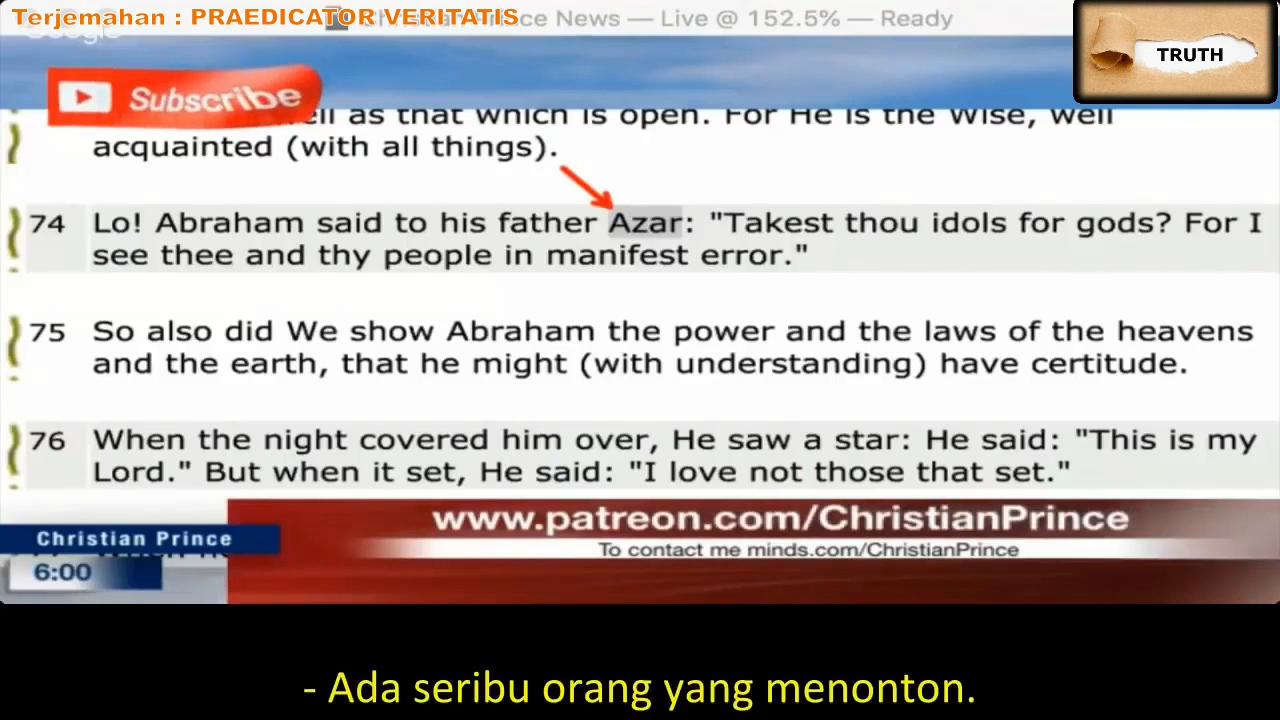 Terjemahan : PRAEDICATOR VERITATIS
nce News — Live @ 152.5% — Ready
Google
TRUTH
Subscribe
as that which is open. For He is the Wise, well
acquainted (with all things).
74 Lo! Abraham said to his father Azar: "Takest thou idols for gods? For I
see thee and thy people in manifest error."
75 So also did We show Abraham the power and the laws of the heavens
and the earth, that he might (with understanding) have certitude.
76 When the night covered him over, He saw a star: He said: "This is my
Lord." But when it set, He said: "I love not those that set."
www.patreon.com/ChristianPrince
Christian Prince
To contact me minds.com/ChristianPrince
6:00
- Ada seribu orang yang menonton.